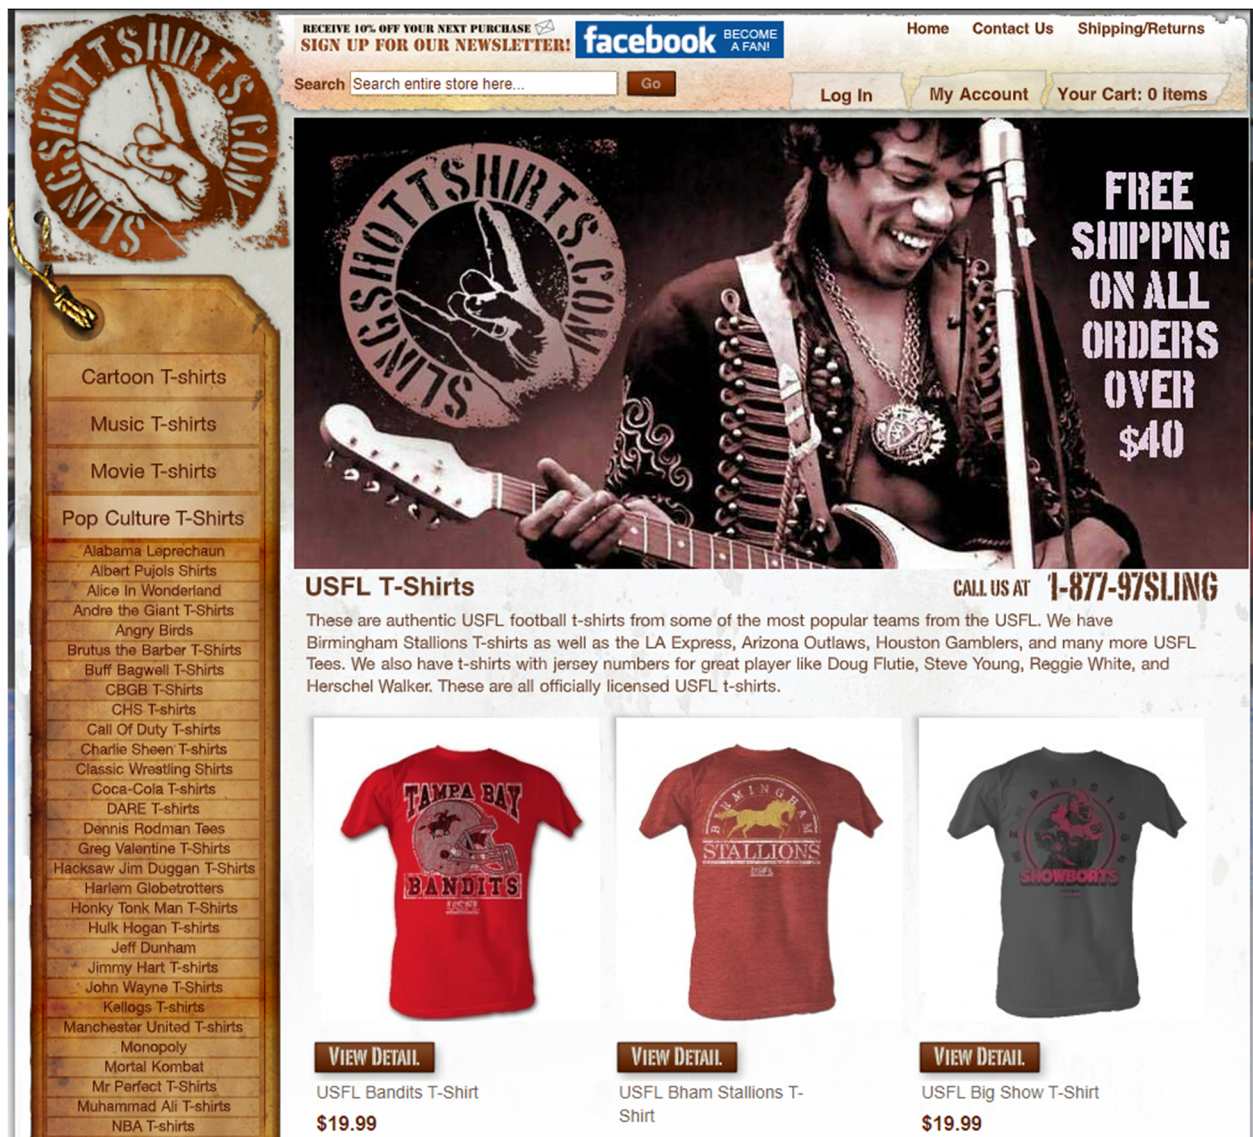 SLINGSHOTTSHIRTS.COM
RECEIVE 10% OFF YOUR NEXT PURCHASE
SIGN UP FOR OUR NEWSLETTER!
facebook
BECOME
A FAN!
Home
Contact Us
Shipping/Returns
Search
Search entire store here...
Go
Log In
My Account
Your Cart: 0 items
SLINGSHOTTSHIRTS.COM
FREE
SHIPPING
ON ALL
ORDERS
OVER
$40
Cartoon T-shirts
Music T-shirts
Movie T-shirts
Pop Culture T-Shirts
Alabama Leprechaun
Albert Pujols Shirts
Alice In Wonderland
Andre the Giant T-Shirts
Angry Birds
Brutus the Barber T-Shirts
Buff Bagwell T-Shirts
CBGB T-Shirts
CHS T-shirts
Call Of Duty T-shirts
Charlie Sheen T-shirts
Classic Wrestling Shirts
Coca-Cola T-shirts
DARE T-shirts
Dennis Rodman Tees
Greg Valentine T-Shirts
Hacksaw Jim Duggan T-Shirts
Harlem Globetrotters
Honky Tonk Man T-Shirts
Hulk Hogan T-shirts
Jeff Dunham
Jimmy Hart T-shirts
John Wayne T-Shirts
Kellogs T-shirts
Manchester United T-shirts
Monopoly
Mortal Kombat
Mr Perfect T-Shirts
Muhammad Ali T-shirts
NBA T-shirts
USFL T-Shirts
CALL US AT 1-877-97SLING
These are authentic USFL football t-shirts from some of the most popular teams from the USFL. We have
Birmingham Stallions T-shirts as well as the LA Express, Arizona Outlaws, Houston Gamblers, and many more USFL
Tees. We also have t-shirts with jersey numbers for great player like Doug Flutie, Steve Young, Reggie White, and
Herschel Walker. These are all officially licensed USFL t-shirts.
TAMPA BAY
BANDITS
USFL
BIRMINGHAM
STALLIONS
USFL
MEMPHIS
SHOWBOATS
VIEW DETAIL
VIEW DETAIL
VIEW DETAIL
USFL Bandits T-Shirt
$19.99
USFL Bham Stallions T-
Shirt
USFL Big Show T-Shirt
$19.99